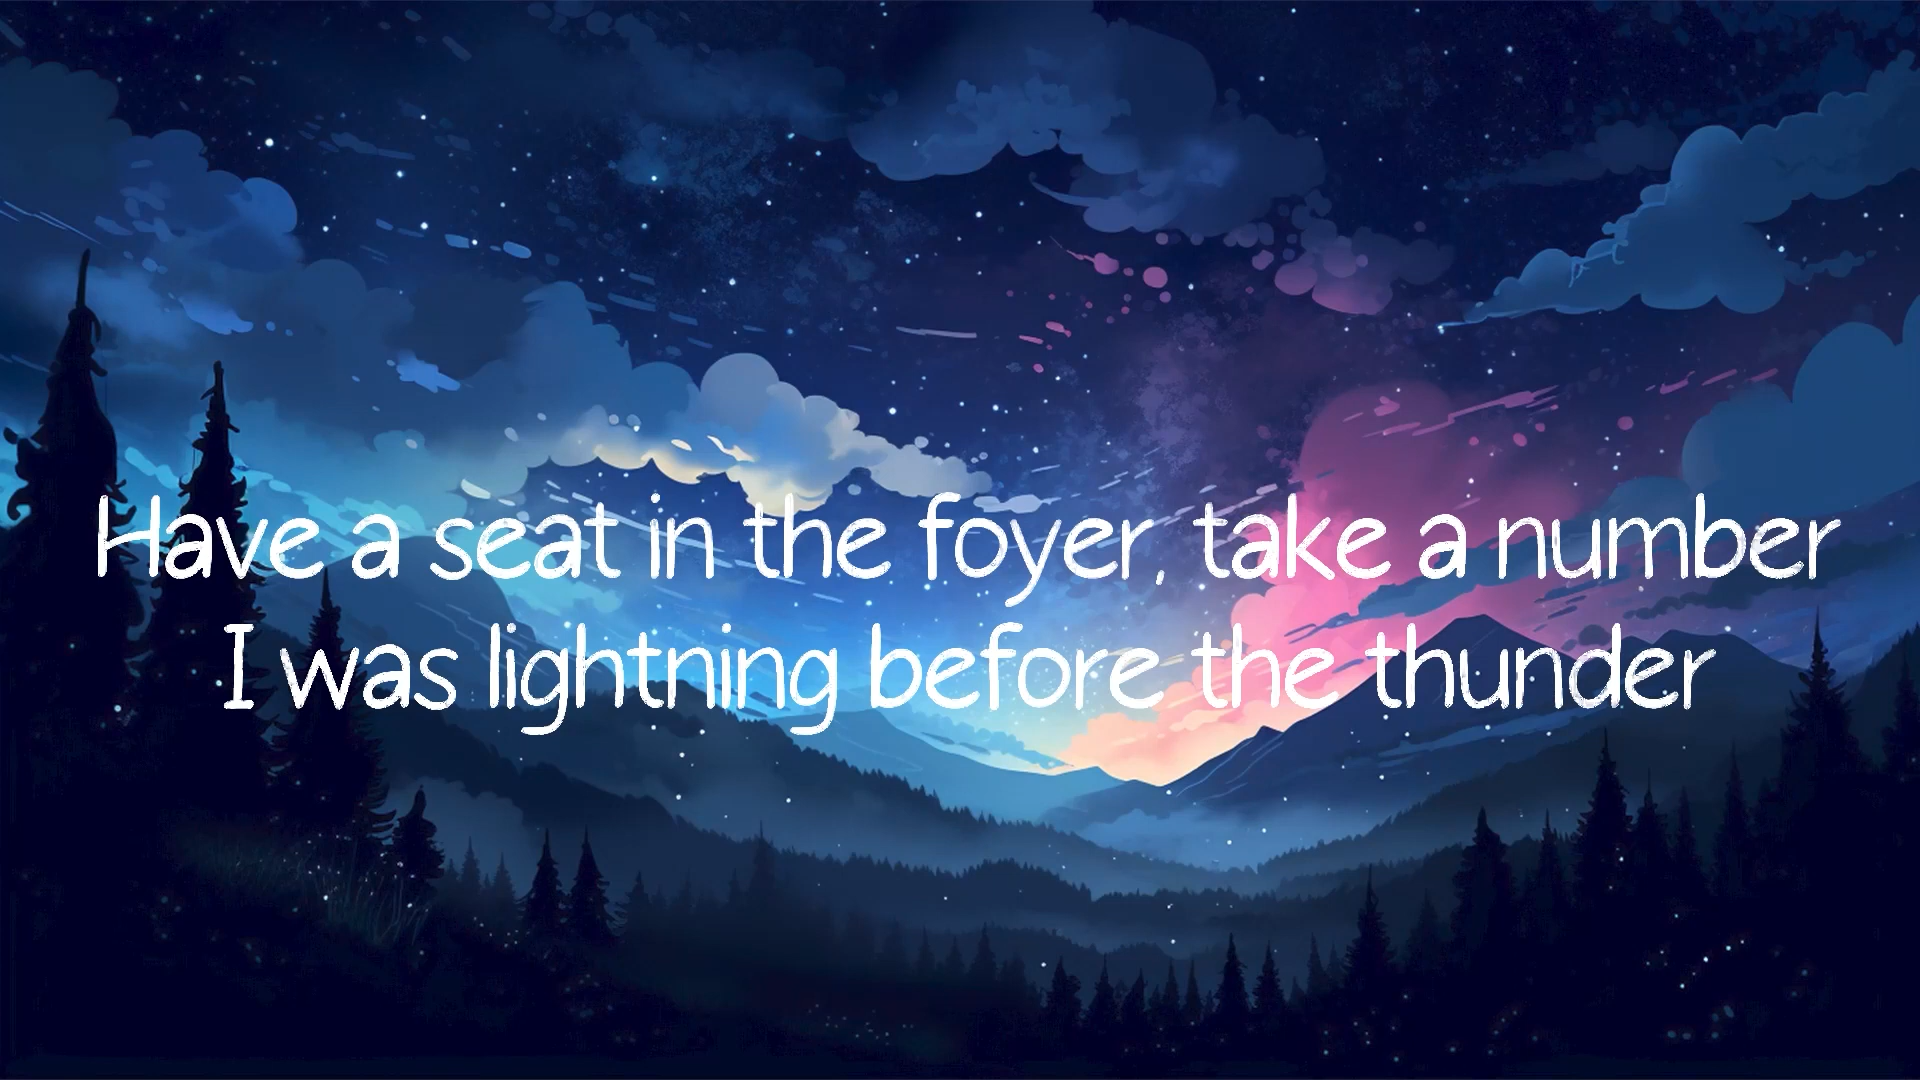 Have a seat in the foyer, take a number
I was lightning before the thunder